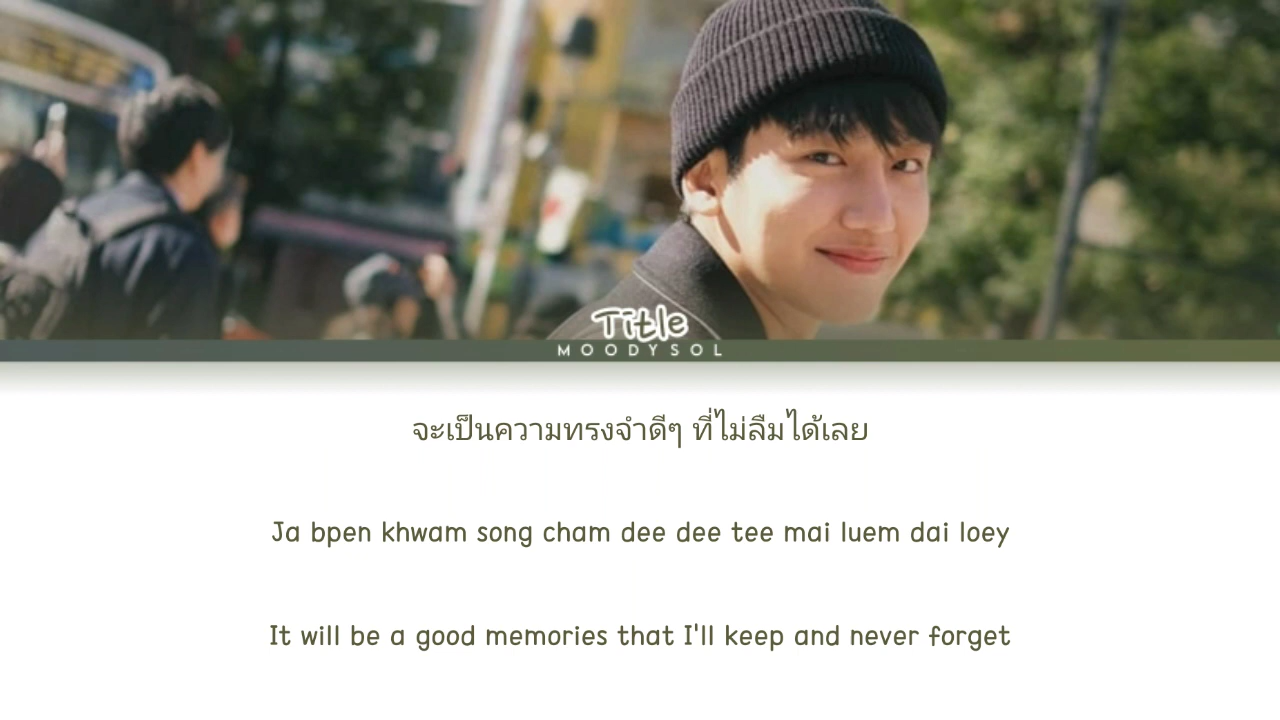 Title
MOODYSOL
จะเป็นความทรงจำดีๆ ที่ไม่ลืมได้เลย
Ja bpen khwam song cham dee dee tee mai luem dai loey
It will be a good memories that I'll keep and never forget